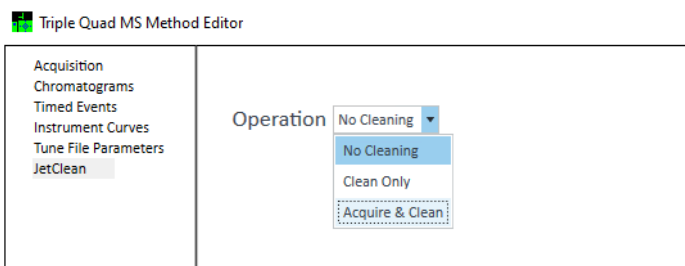 Triple Quad MS Method Editor
Acquisition
Chromatograms
Timed Events
Instrument Curves
Tune File Parameters
JetClean
Operation No Cleaning
No Cleaning
Clean Only
Acquire & Clean